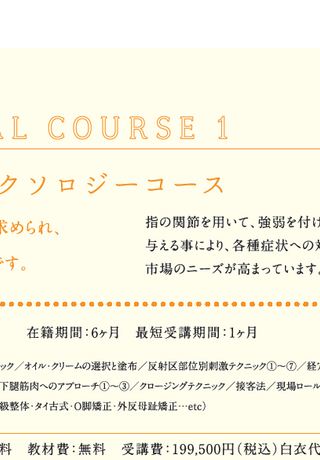 AL COURSE 1
クソロジーコース
求められ、
です。
指の関節を用いて、強弱を付け
与える事により、各種症状への対
市場のニーズが高まっています。
在籍期間:6ヶ月 最短受講期間:1ヶ月
ニック／オイル・クリームの選択と塗布／反射区部位別刺激テクニック①〜⑦／経
下腿筋肉へのアプローチ①〜③／クロージングテクニック／接客法／現場ロール
級整体・タイ古式・O脚矯正・外反母趾矯正…etc）
料 教材費:無料 受講費:199,500円（税込）白衣代